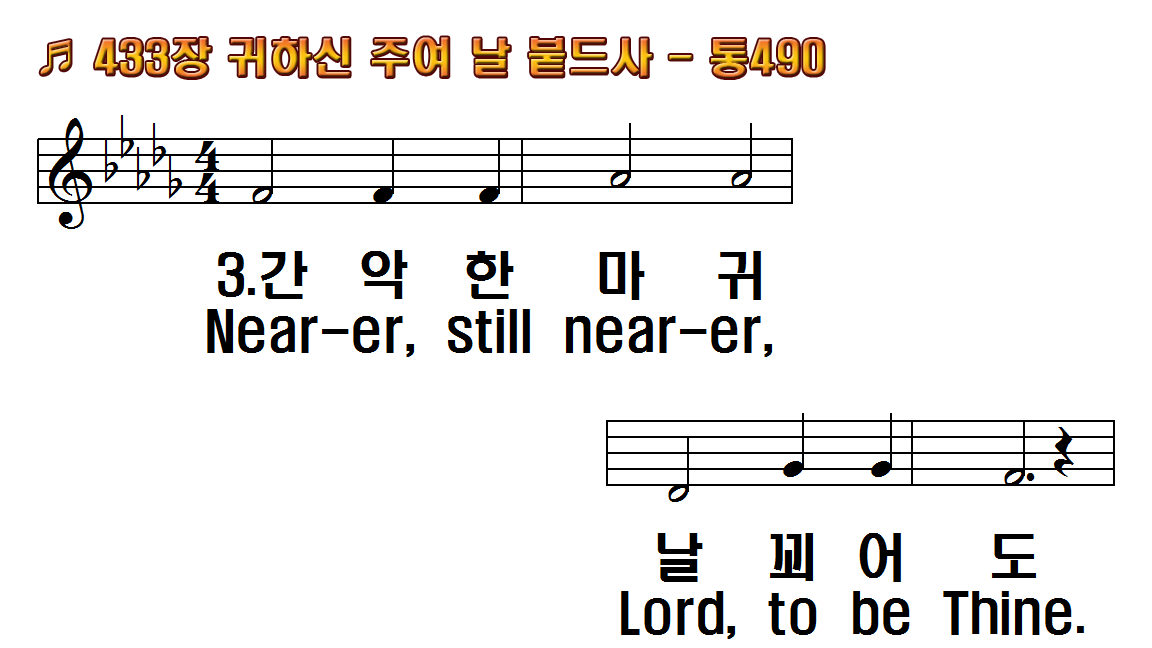 ♬ 433장 귀하신 주여 날 붙드사 - 통490
3.간 악 한 마 귀
Near-er, still near-er,
날 꾀 어 도
Lord, to be Thine.